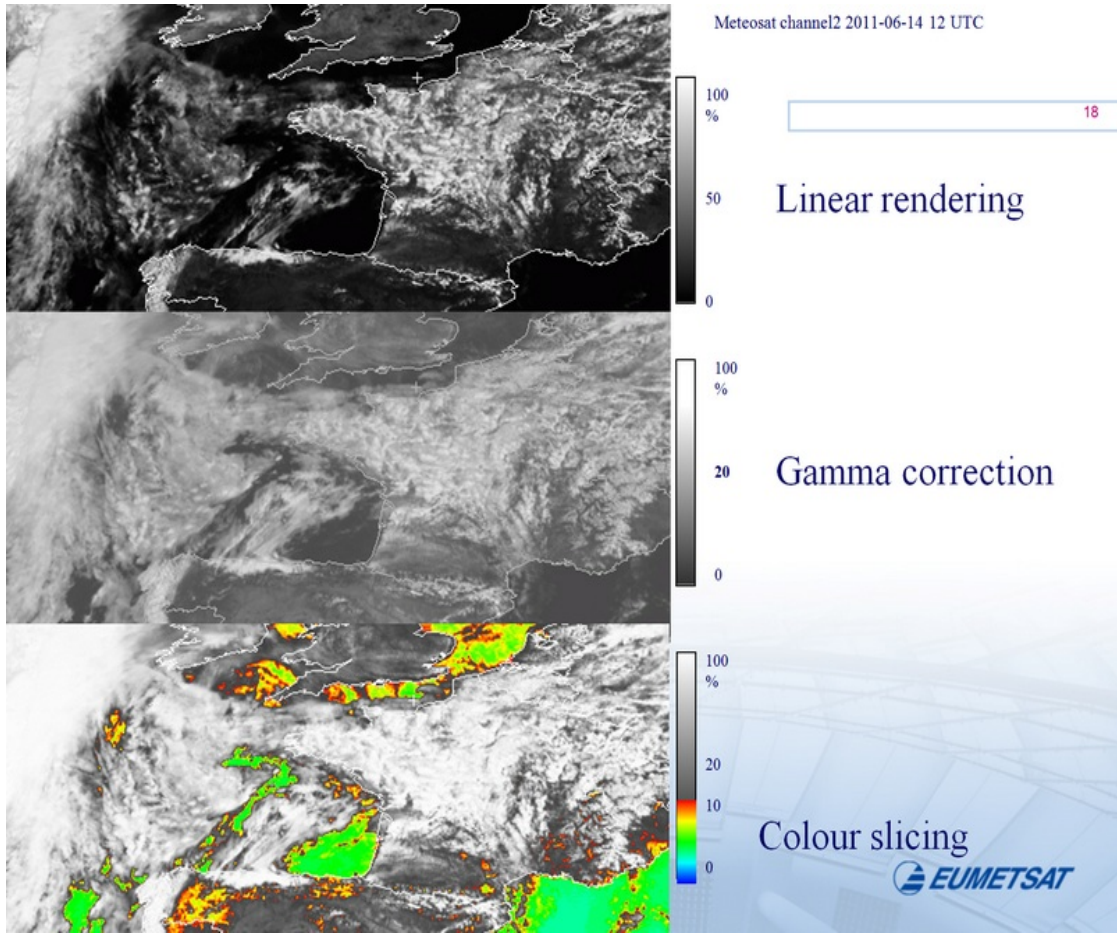 Meteosat channel2 2011-06-14 12 UTC
100
%
18
50
Linear rendering
0
100
%
20
Gamma correction
0
100
%
20
10
Colour slicing
0
EUMETSAT